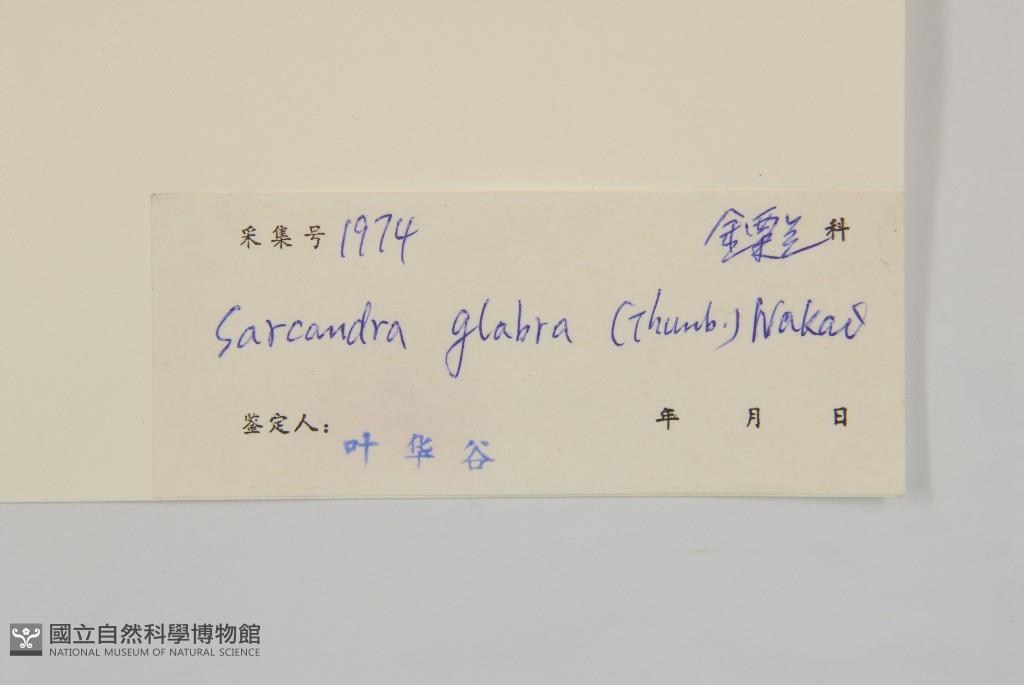 采集号 1974 金粟兰科
Sarcandra glabra (Thunb.) Nakai
鉴定人: 叶华谷 年 月 日
國立自然科學博物館
NATIONAL MUSEUM OF NATURAL SCIENCE